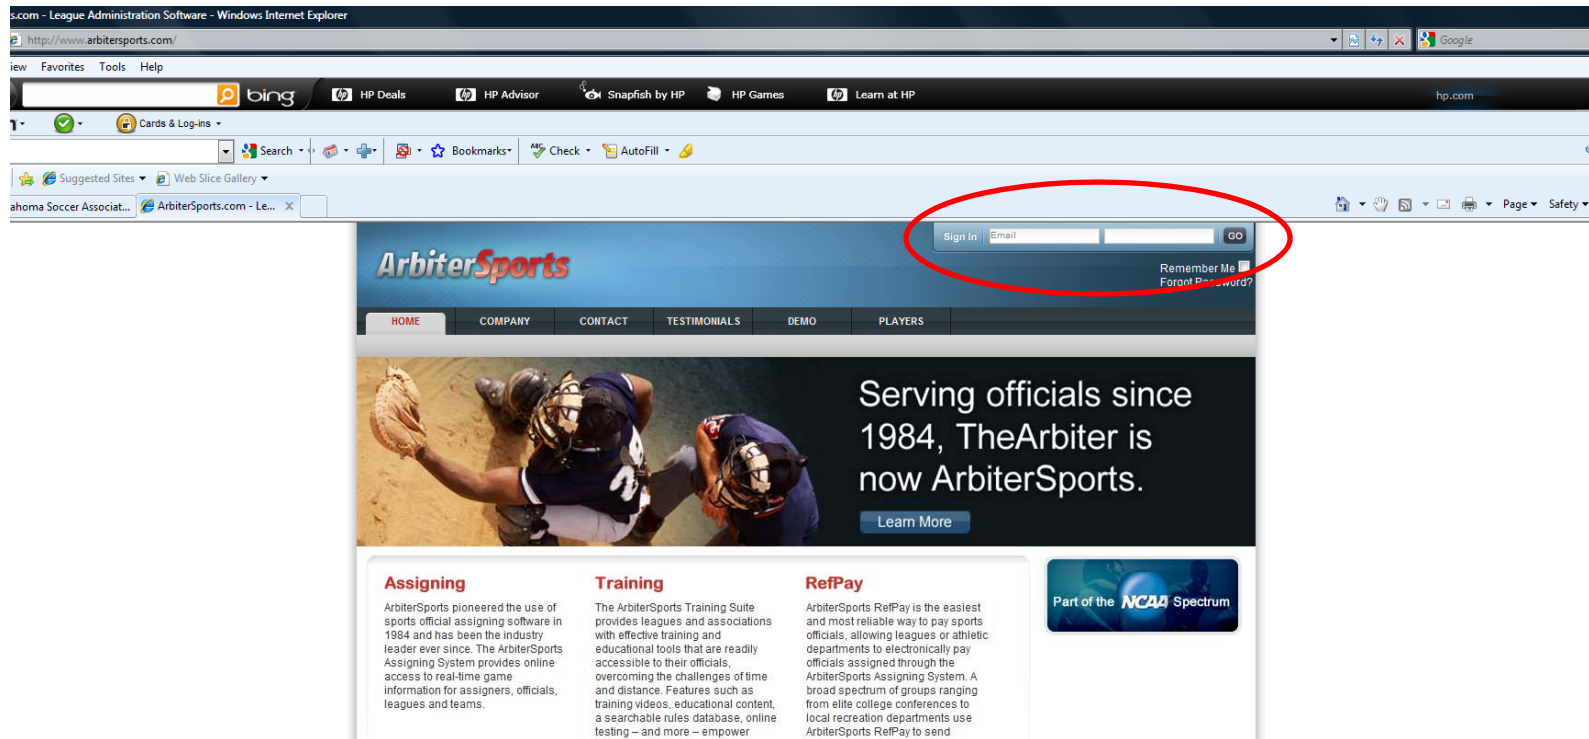 s.com - League Administration Software - Windows Internet Explorer
http://www.arbitersports.com/
Google
iew Favorites Tools Help
bing HP Deals HP Advisor Snapfish by HP HP Games Learn at HP hp.com
Cards & Log-ins
Search Bookmarks Check AutoFill
Suggested Sites Web Slice Gallery
ahoma Soccer Associat... ArbiterSports.com - Le... Page Safety
Sign In Email GO
ArbiterSports
Remember Me
Forgot Password?
HOME COMPANY CONTACT TESTIMONIALS DEMO PLAYERS
Serving officials since
1984, TheArbiter is
now ArbiterSports.
Learn More
Assigning
ArbiterSports pioneered the use of
sports official assigning software in
1984 and has been the industry
leader ever since. The ArbiterSports
Assigning System provides online
access to real-time game
information for assigners, officials,
leagues and teams.
Training
The ArbiterSports Training Suite
provides leagues and associations
with effective training and
educational tools that are readily
accessible to their officials,
overcoming the challenges of time
and distance. Features such as
training videos, educational content,
a searchable rules database, online
testing – and more – empower
RefPay
ArbiterSports RefPay is the easiest
and most reliable way to pay sports
officials, allowing leagues or athletic
departments to electronically pay
officials assigned through the
ArbiterSports Assigning System. A
broad spectrum of groups ranging
from elite college conferences to
local recreation departments use
ArbiterSports RefPay to send
Part of the NCAA Spectrum